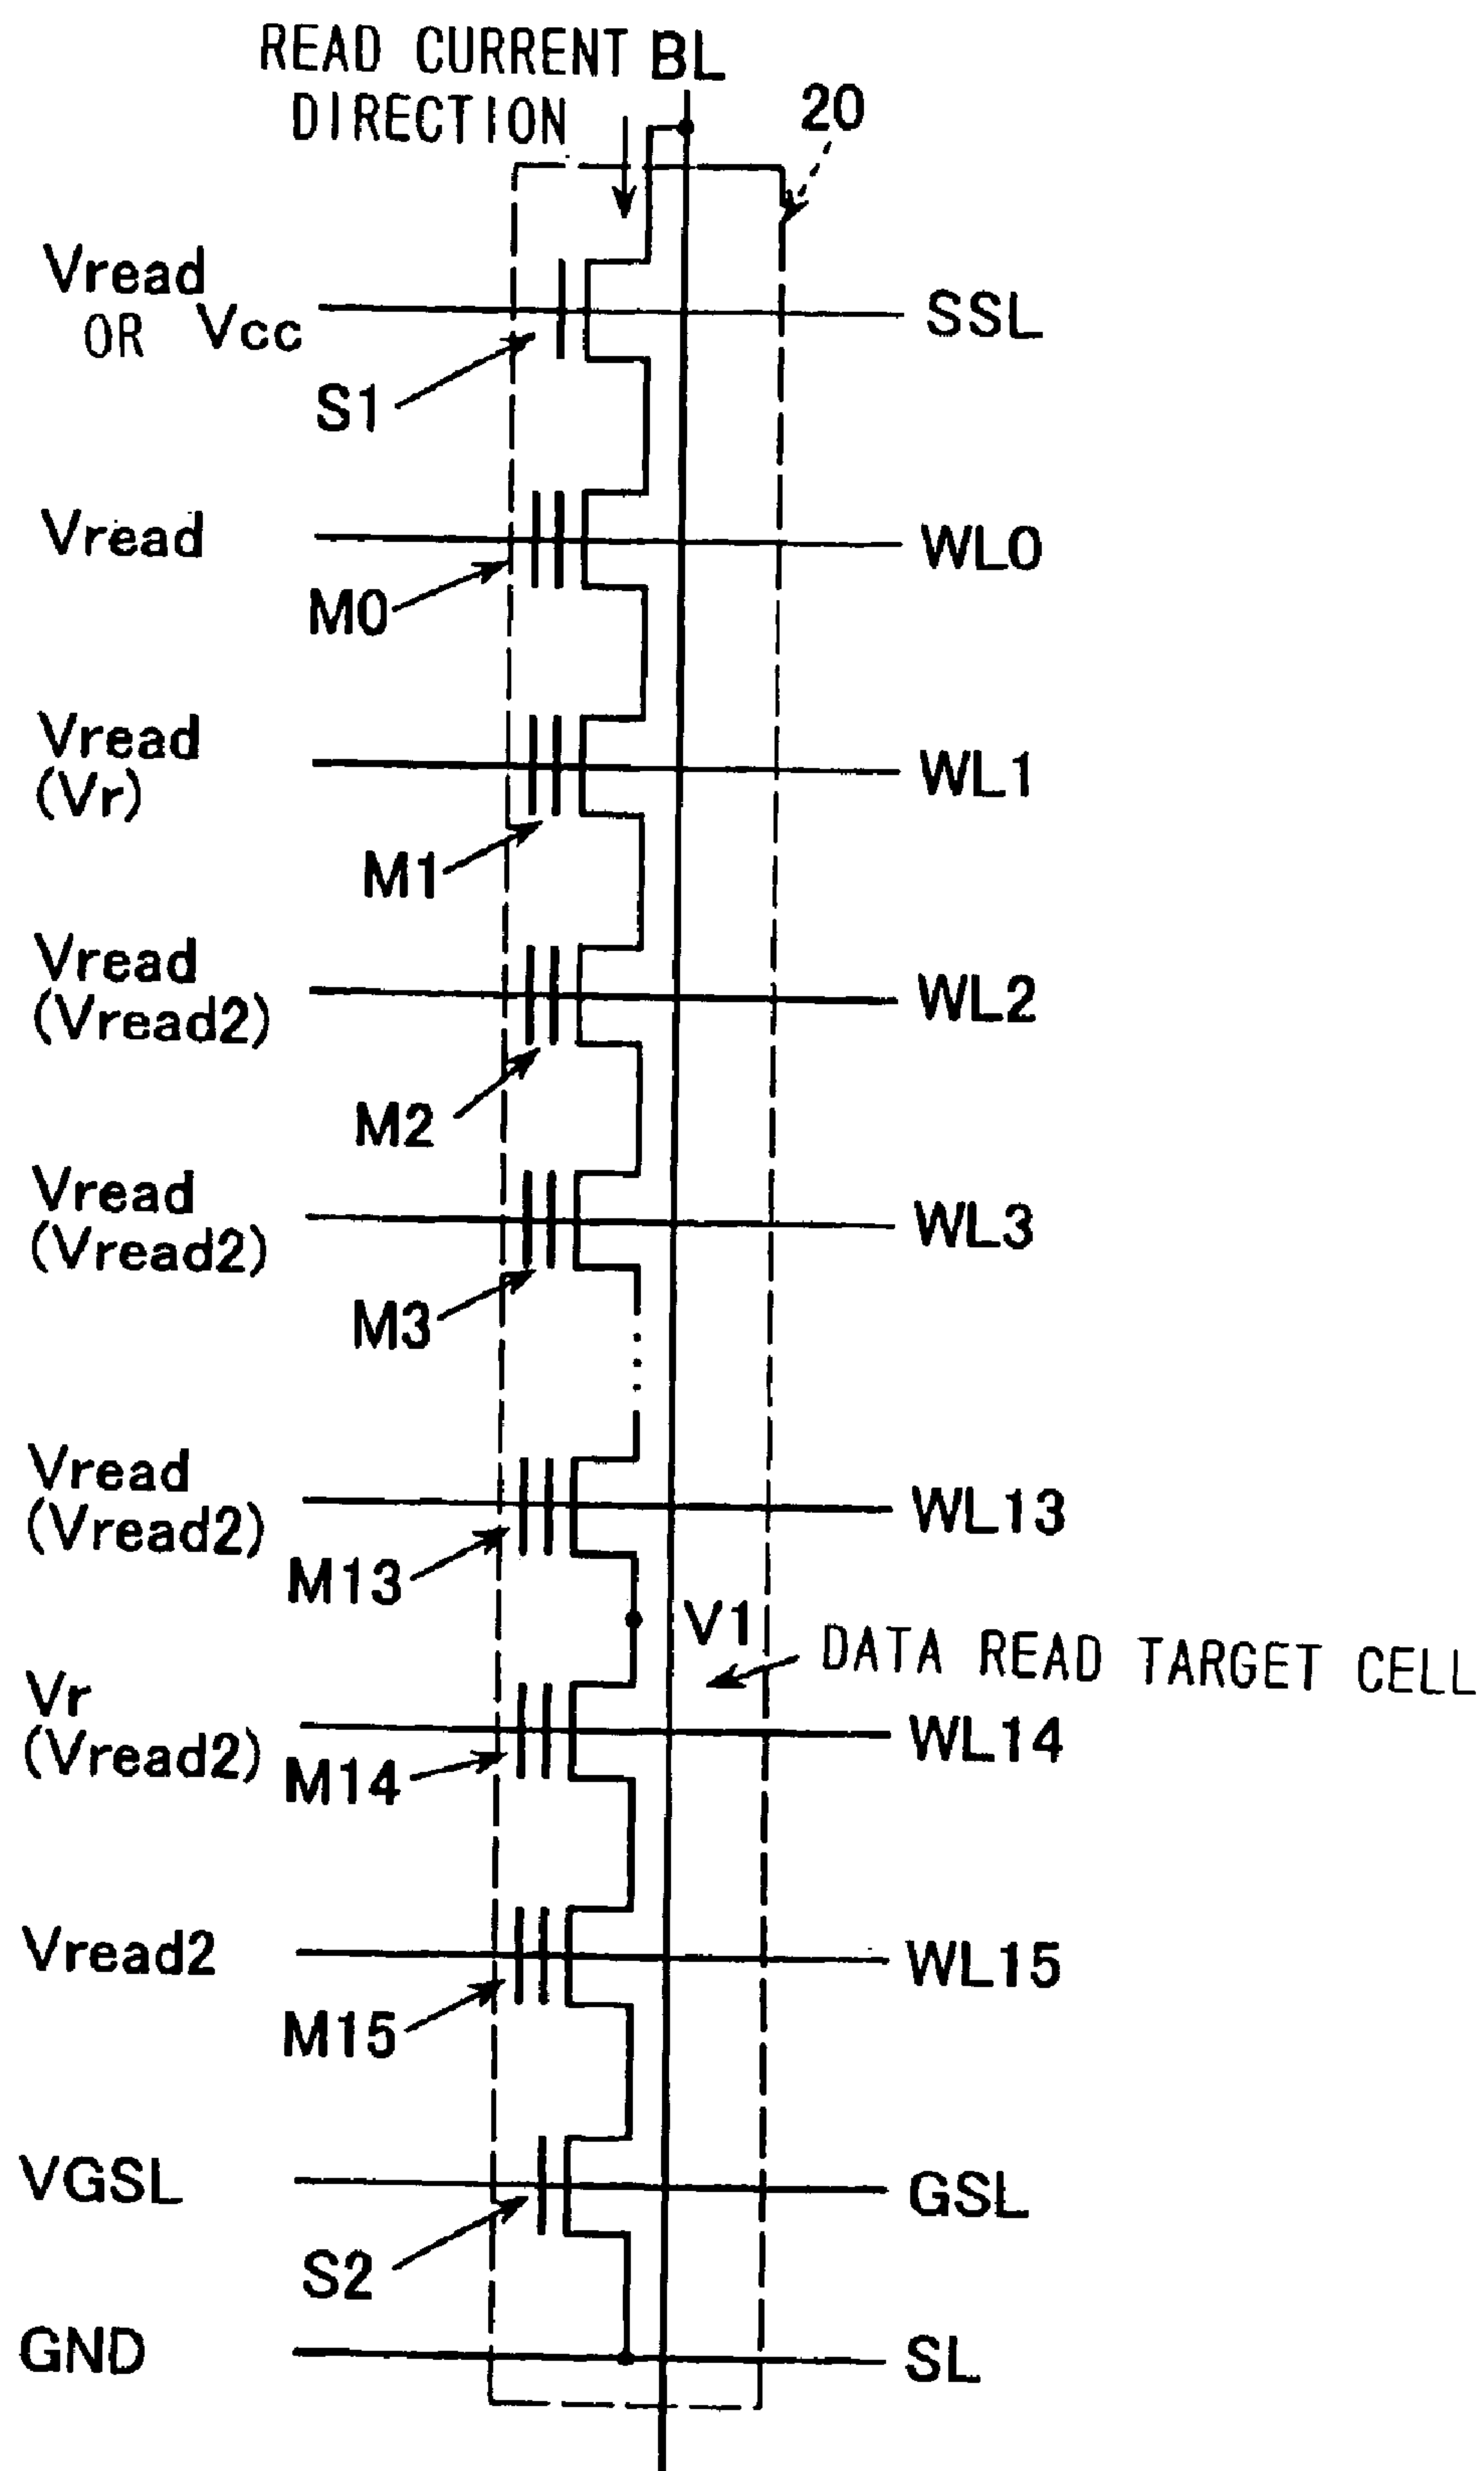 READ CURRENT BL
DIRECTION
20
Vread
OR Vcc
SSL
S1
Vread
WL0
M0
Vread
(Vr)
WL1
M1
Vread
(Vread2)
WL2
M2
Vread
(Vread2)
WL3
M3
Vread
(Vread2)
WL13
M13
V1
DATA READ TARGET CELL
Vr
(Vread2)
WL14
M14
Vread2
WL15
M15
VGSL
GSL
S2
GND
SL